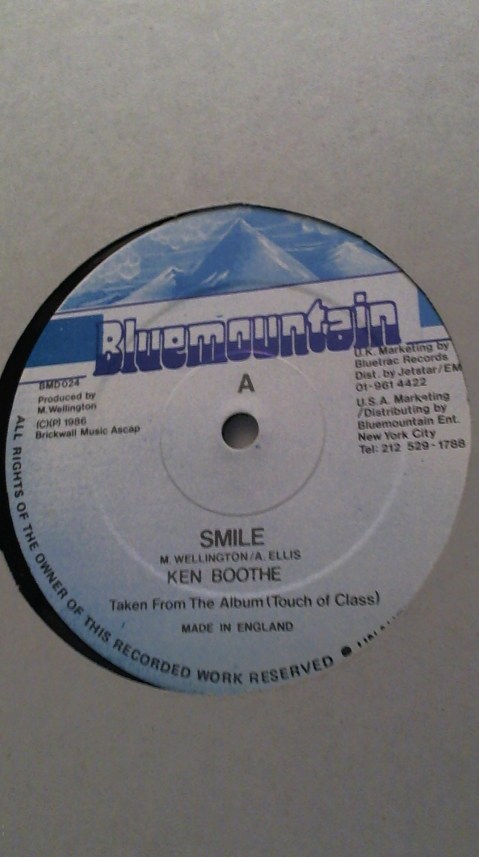 Bluemountain
A
BMD024
Produced by
M. Wellington
(C)(P) 1986
Brickwall Music Ascap
U.K. Marketing by
Bluetrac Records
Dist. by Jetstar/EM
01-961 4422
U.S.A. Marketing
/Distributing by
Bluemountain Ent.
New York City
Tel: 212 529-1788
SMILE
M. WELLINGTON/A. ELLIS
KEN BOOTHE
Taken From The Album (Touch of Class)
MADE IN ENGLAND
ALL RIGHTS OF THE OWNER OF THIS RECORDED WORK RESERVED ●